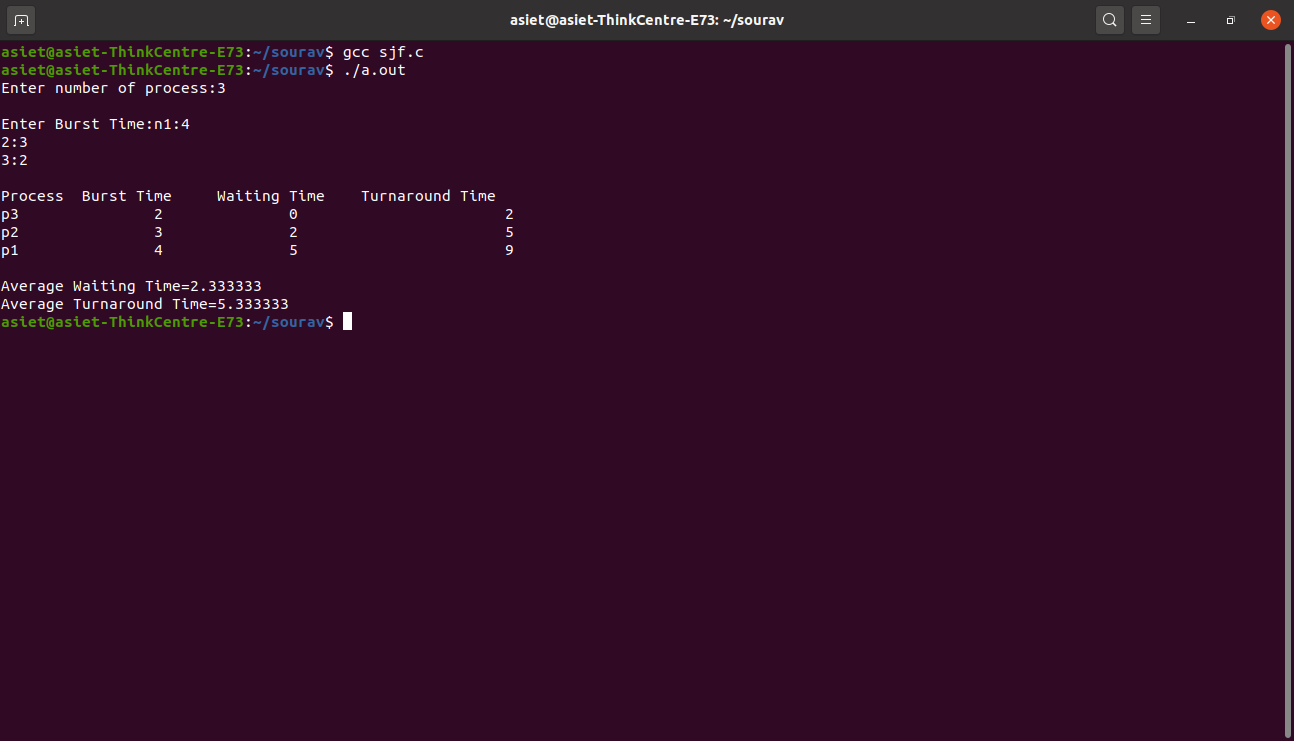 asiet@asiet-ThinkCentre-E73: ~/sourav
asiet@asiet-ThinkCentre-E73:~/sourav$ gcc sjf.c
asiet@asiet-ThinkCentre-E73:~/sourav$ ./a.out
Enter number of process:3
Enter Burst Time:n1:4
2:3
3:2
Process  Burst Time     Waiting Time    Turnaround Time
p3               2              0                       2
p2               3              2                       5
p1               4              5                       9
Average Waiting Time=2.333333
Average Turnaround Time=5.333333
asiet@asiet-ThinkCentre-E73:~/sourav$